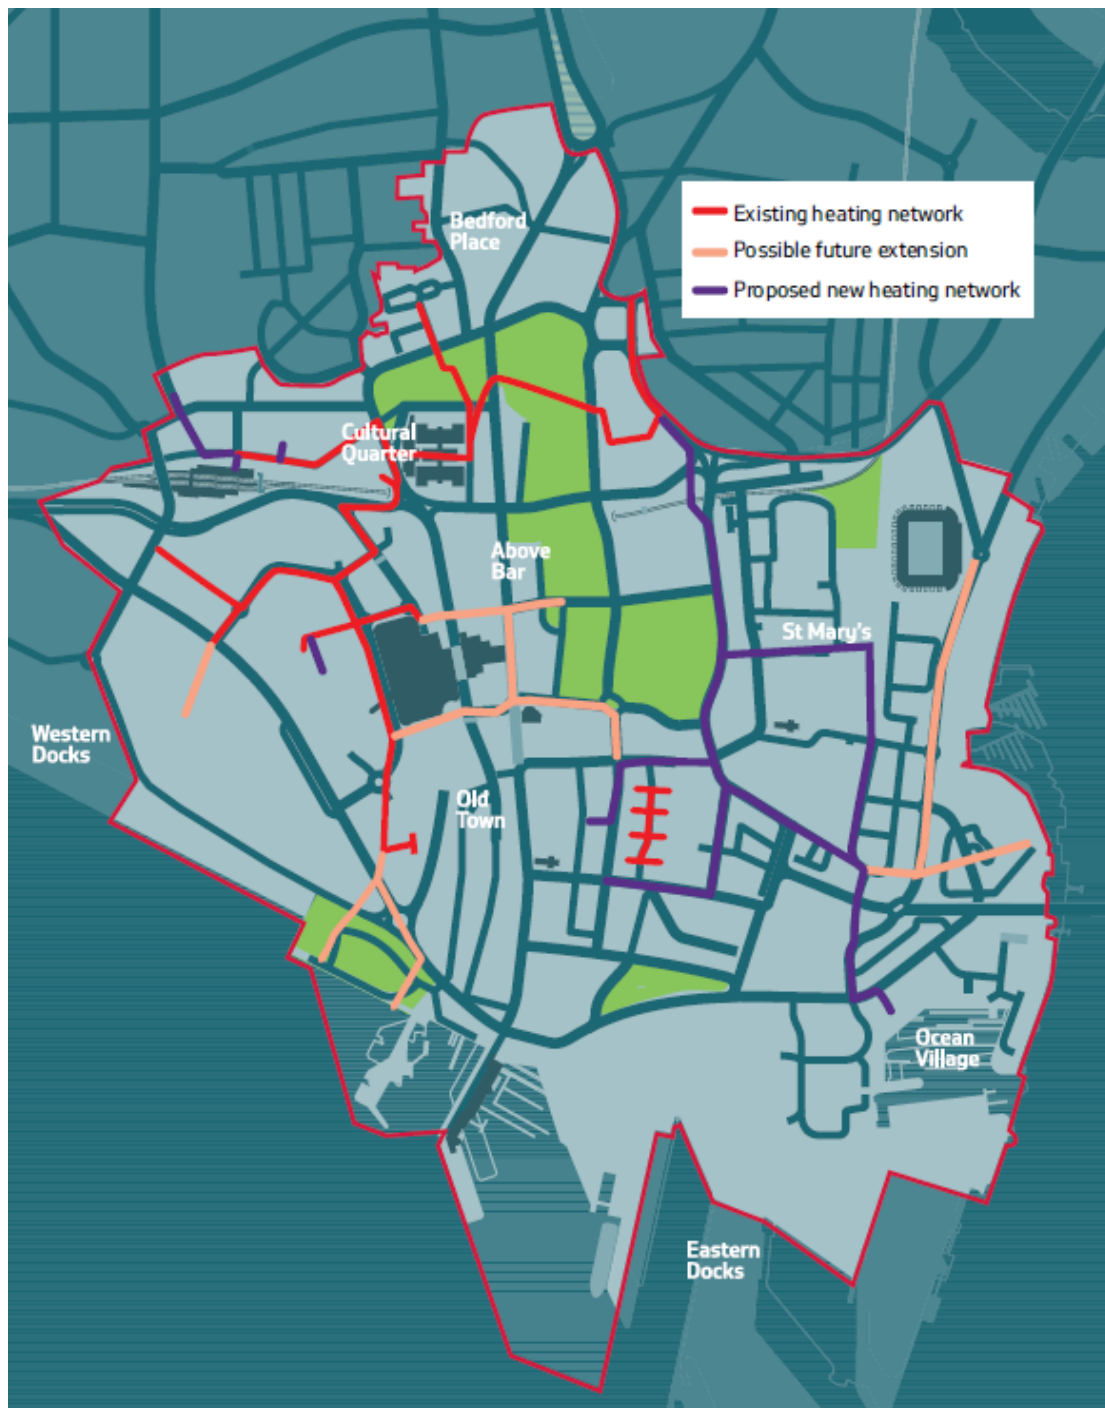 Bedford
Place
Existing heating network
Possible future extension
Proposed new heating network
Cultural
Quarter
Above
Bar
St Mary's
Western
Docks
Old
Town
Ocean
Village
Eastern
Docks